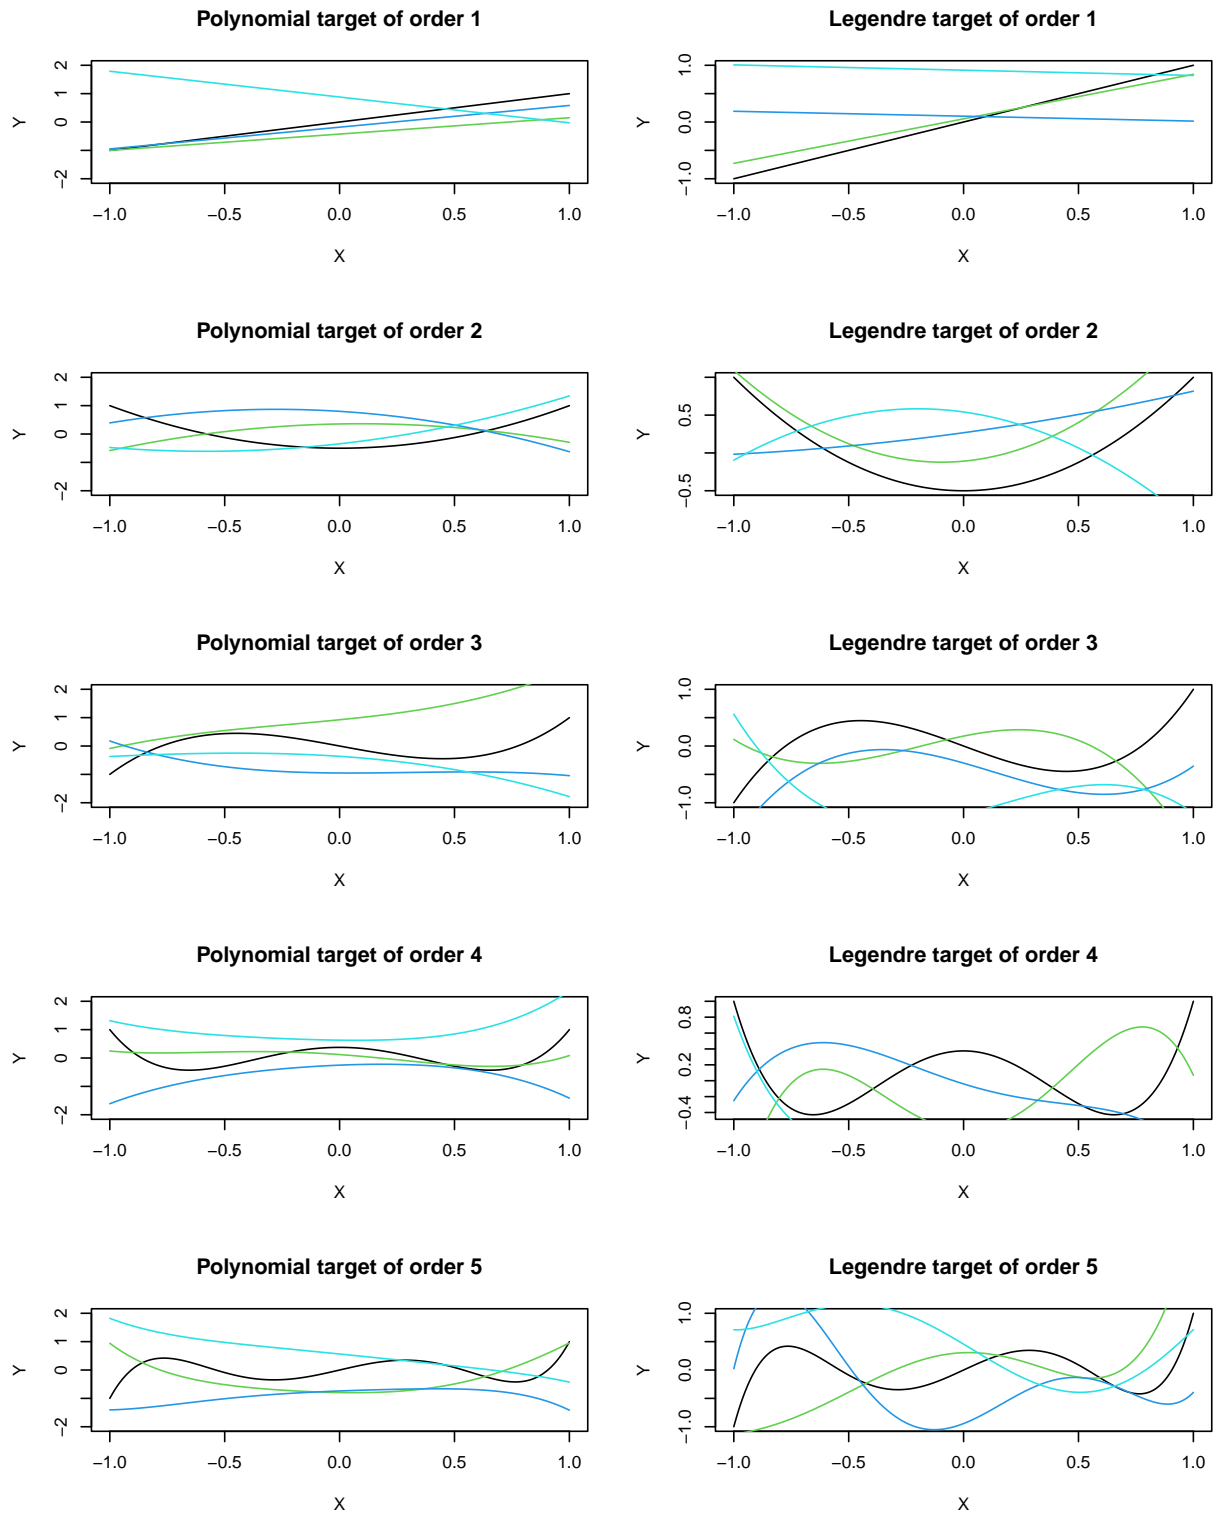 Polynomial target of order 1
Y
2
1
0
−2
−1.0 −0.5 0.0 0.5 1.0
X
Legendre target of order 1
Y
1.0
0.0
−1.0
−1.0 −0.5 0.0 0.5 1.0
X
Polynomial target of order 2
Y
2
1
0
−2
−1.0 −0.5 0.0 0.5 1.0
X
Legendre target of order 2
Y
0.5
−0.5
−1.0 −0.5 0.0 0.5 1.0
X
Polynomial target of order 3
Y
2
1
0
−2
−1.0 −0.5 0.0 0.5 1.0
X
Legendre target of order 3
Y
1.0
0.0
−1.0
−1.0 −0.5 0.0 0.5 1.0
X
Polynomial target of order 4
Y
2
1
0
−2
−1.0 −0.5 0.0 0.5 1.0
X
Legendre target of order 4
Y
0.8
0.2
−0.4
−1.0 −0.5 0.0 0.5 1.0
X
Polynomial target of order 5
Y
2
1
0
−2
−1.0 −0.5 0.0 0.5 1.0
X
Legendre target of order 5
Y
1.0
0.0
−1.0
−1.0 −0.5 0.0 0.5 1.0
X